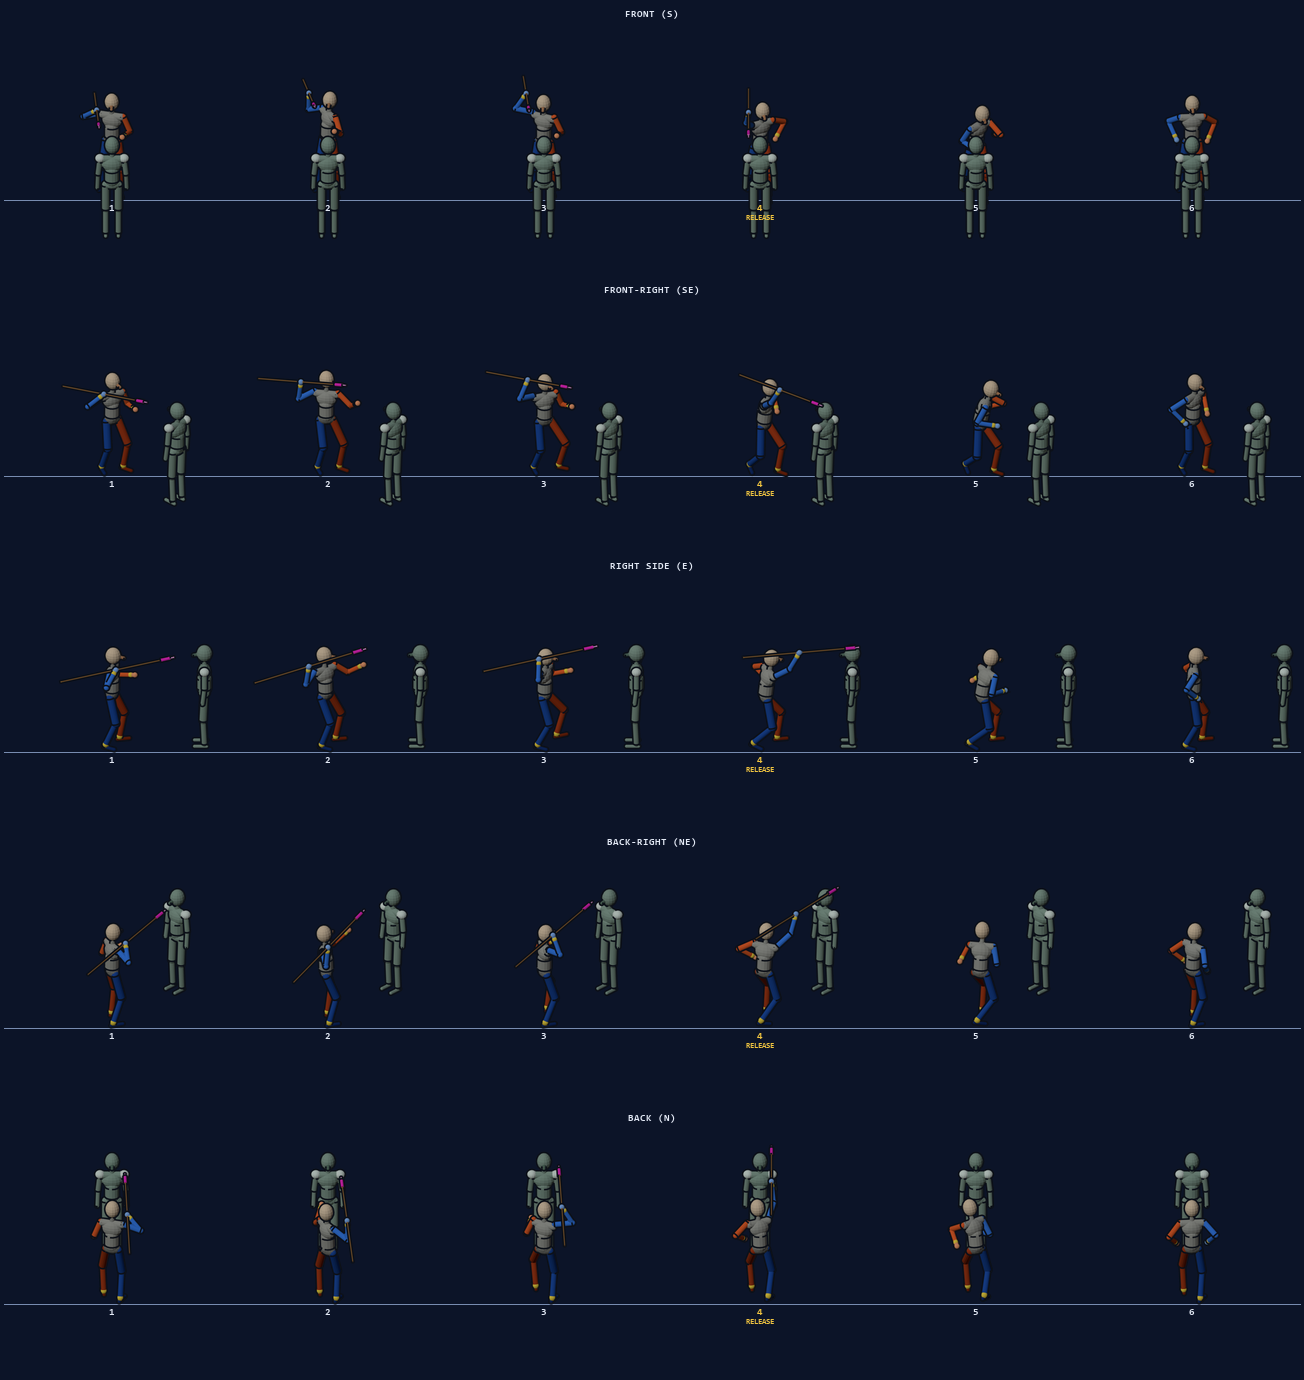 FRONT (S)
1 2 3 4 5 6
RELEASE
FRONT-RIGHT (SE)
1 2 3 4 5 6
RELEASE
RIGHT SIDE (E)
1 2 3 4 5 6
RELEASE
BACK-RIGHT (NE)
1 2 3 4 5 6
RELEASE
BACK (N)
1 2 3 4 5 6
RELEASE